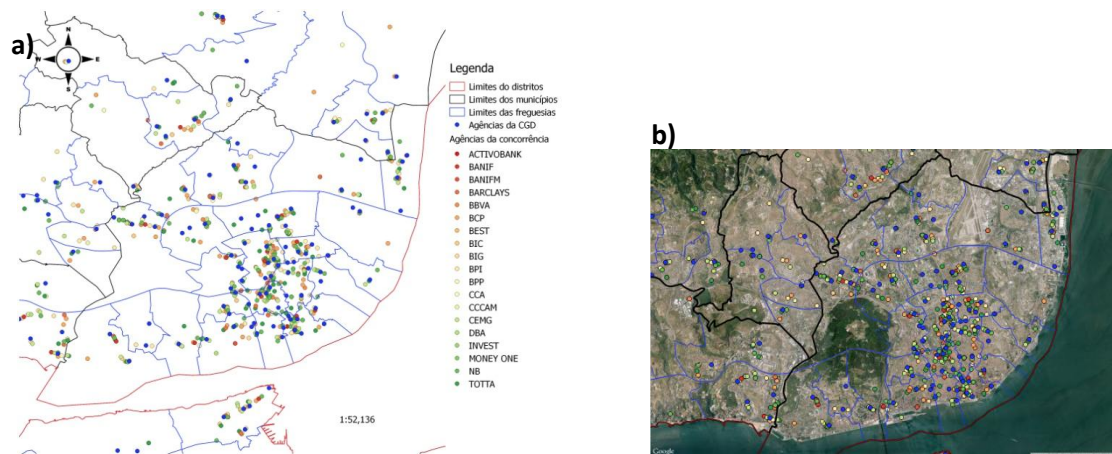 a)
N
W
E
S
Legenda
Limites do distritos
Limites dos municípios
Limites das freguesias
Agências da CGD
Agências da concorrência
ACTIVOBANK
BANIF
BANIFM
BARCLAYS
BBVA
BCP
BEST
BIC
BIG
BPI
BPP
CCA
CCCAM
CEMG
DBA
INVEST
MONEY ONE
NB
TOTTA
1:52,136
b)
Google